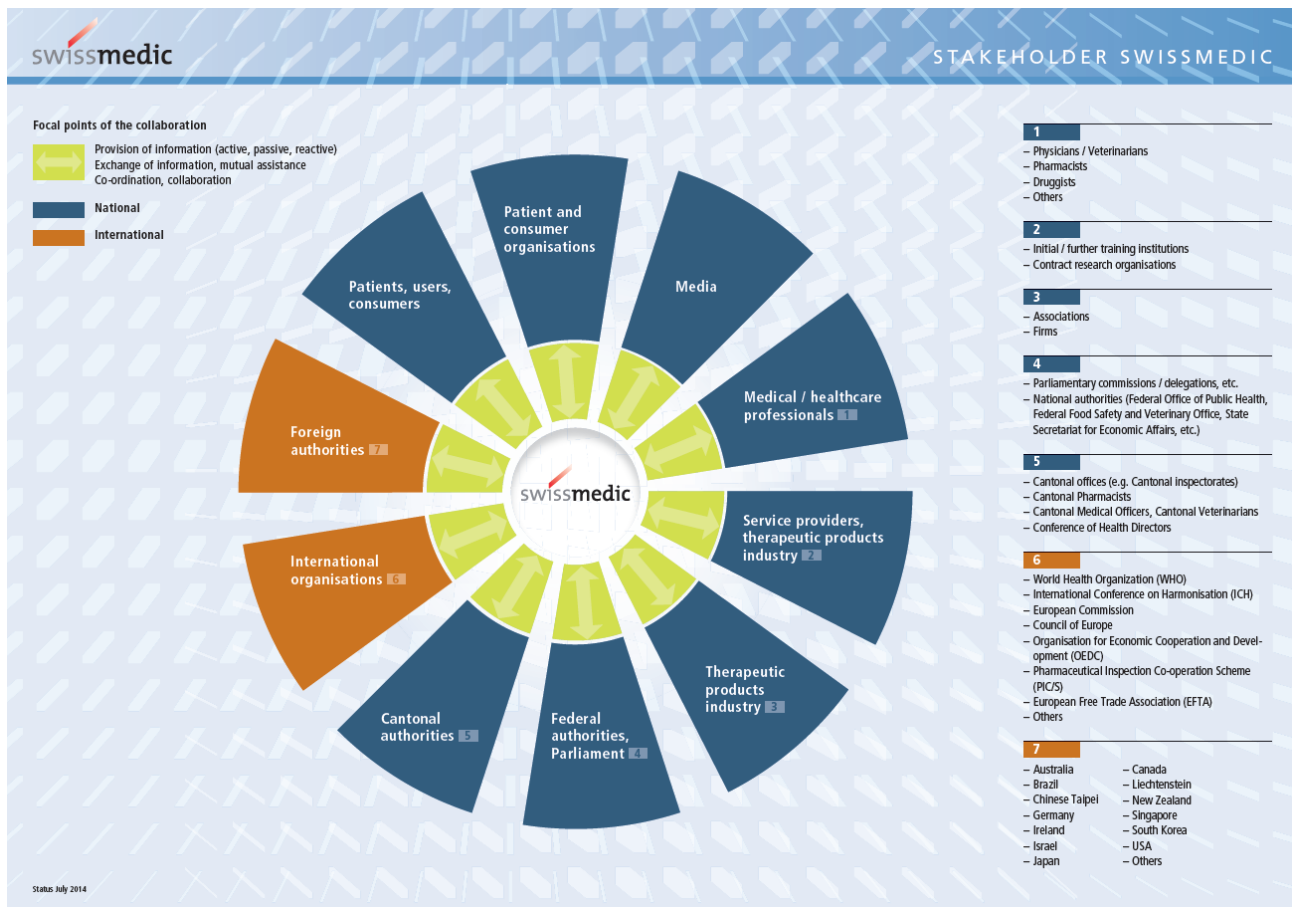 swissmedic
STAKEHOLDER SWISSMEDIC
Focal points of the collaboration
Provision of information (active, passive, reactive)
Exchange of information, mutual assistance
Co-ordination, collaboration
National
International
Patient and
consumer
organisations
Media
Medical / healthcare
professionals 1
Service providers,
therapeutic products
industry 2
Therapeutic
products
industry 3
Federal
authorities,
Parliament 4
Cantonal
authorities 5
International
organisations 6
Foreign
authorities 7
Patients, users,
consumers
swissmedic
1
– Physicians / Veterinarians
– Pharmacists
– Druggists
– Others
2
– Initial / further training institutions
– Contract research organisations
3
– Associations
– Firms
4
– Parliamentary commissions / delegations, etc.
– National authorities (Federal Office of Public Health,
Federal Food Safety and Veterinary Office, State
Secretariat for Economic Affairs, etc.)
5
– Cantonal offices (e.g. Cantonal inspectorates)
– Cantonal Pharmacists
– Cantonal Medical Officers, Cantonal Veterinarians
– Conference of Health Directors
6
– World Health Organization (WHO)
– International Conference on Harmonisation (ICH)
– European Commission
– Council of Europe
– Organisation for Economic Cooperation and Devel-
opment (OEDC)
– Pharmaceutical Inspection Co-operation Scheme
(PIC/S)
– European Free Trade Association (EFTA)
– Others
7
– Australia
– Brazil
– Chinese Taipei
– Germany
– Ireland
– Israel
– Japan
– Canada
– Liechtenstein
– New Zealand
– Singapore
– South Korea
– USA
– Others
Status July 2014